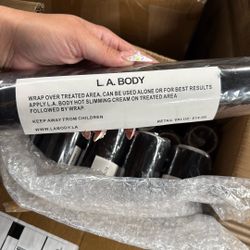 L.A. BODY
WRAP OVER TREATED AREA, CAN BE USED ALONE OR FOR BEST RESULTS
APPLY L.A. BODY HOT SLIMMING CREAM ON TREATED AREA
FOLLOWED BY WRAP
KEEP AWAY FROM CHILDREN
WWW.LABODY.LA
RETAIL